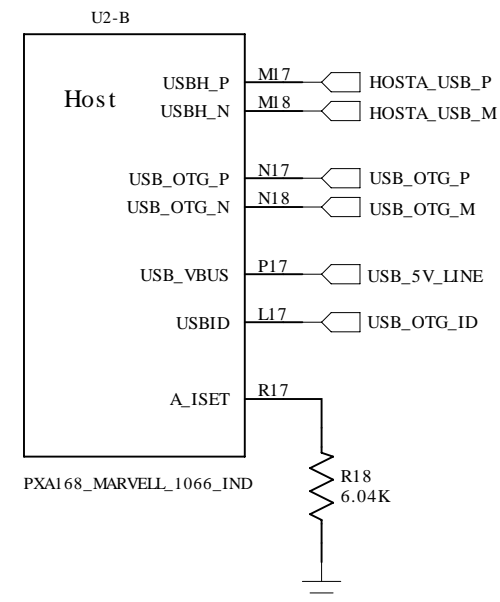 U2-B
Host
USBH_P M17 HOSTA_USB_P
USBH_N M18 HOSTA_USB_M
USB_OTG_P N17 USB_OTG_P
USB_OTG_N N18 USB_OTG_M
USB_VBUS P17 USB_5V_LINE
USBID L17 USB_OTG_ID
A_ISET R17
PXA168_MARVELL_1066_IND
R18
6.04K